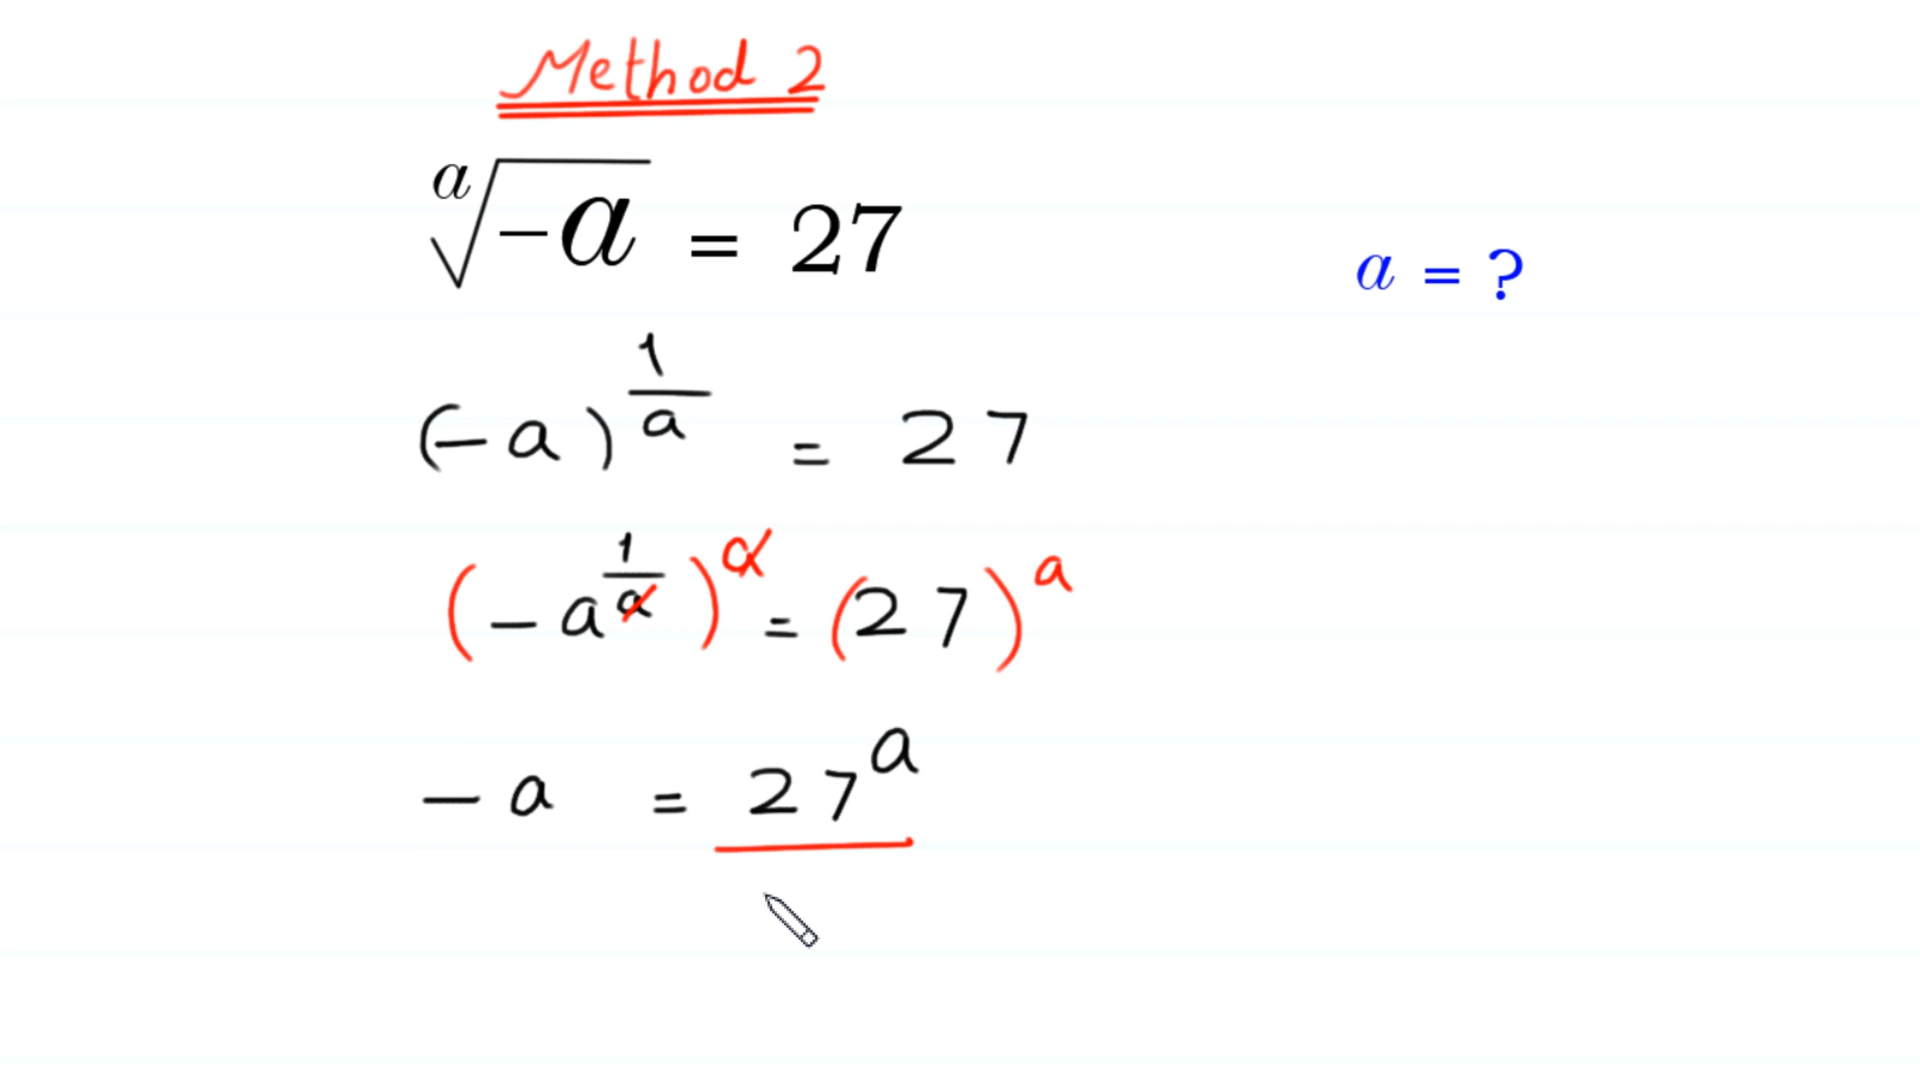 Method 2
ᵃ√-a = 27
a = ?
(-a)^(1/a) = 27
(-a^(1/a))^a = (27)^a
-a = 27^a